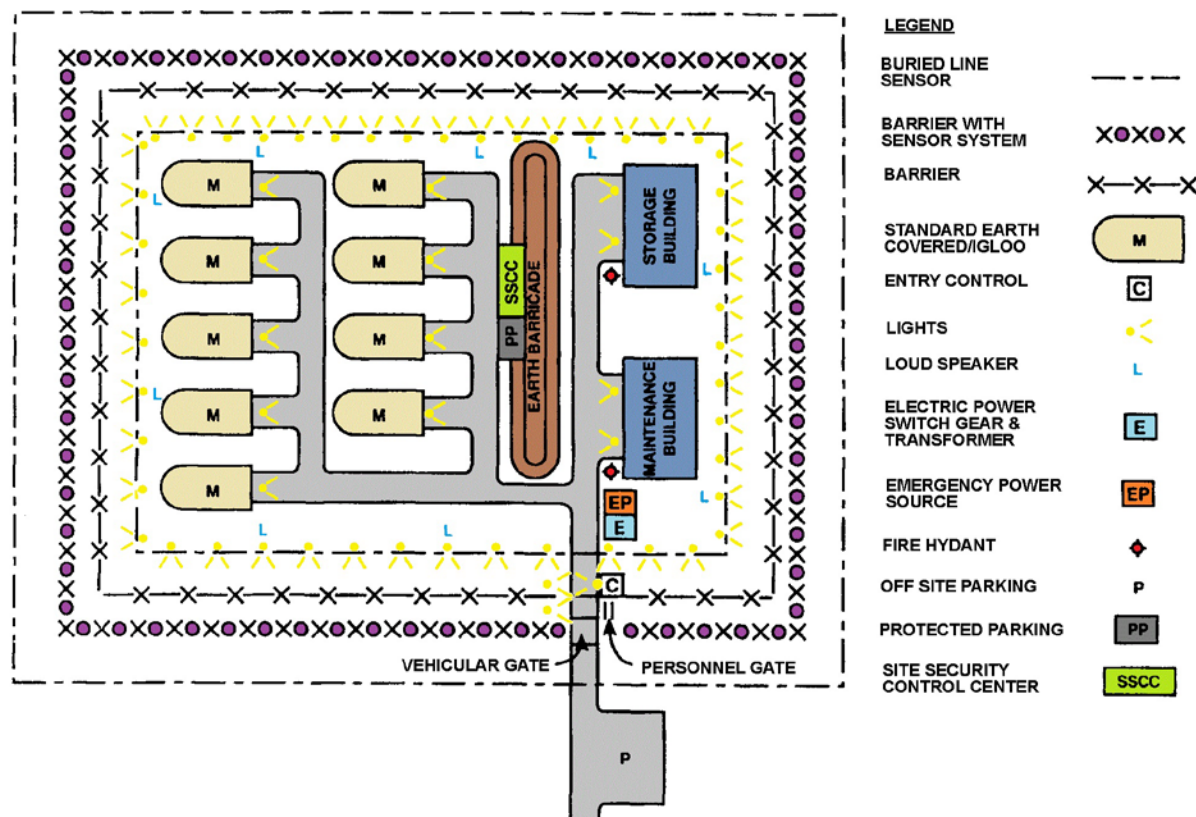 LEGEND
BURIED LINE
SENSOR
BARRIER WITH
SENSOR SYSTEM
BARRIER
STANDARD EARTH
COVERED/IGLOO
M
ENTRY CONTROL
C
LIGHTS
LOUD SPEAKER
L
ELECTRIC POWER
SWITCH GEAR &
TRANSFORMER
E
EMERGENCY POWER
SOURCE
EP
FIRE HYDANT
OFF SITE PARKING
P
PROTECTED PARKING
PP
SITE SECURITY
CONTROL CENTER
SSCC
L
L
L
M
M
L
STORAGE
BUILDING
M
M
SSCC
L
EARTH BARRICADE
M
M
PP
L
M
M
MAINTENANCE
BUILDING
M
L
EP
E
L
L
C
VEHICULAR GATE
PERSONNEL GATE
P